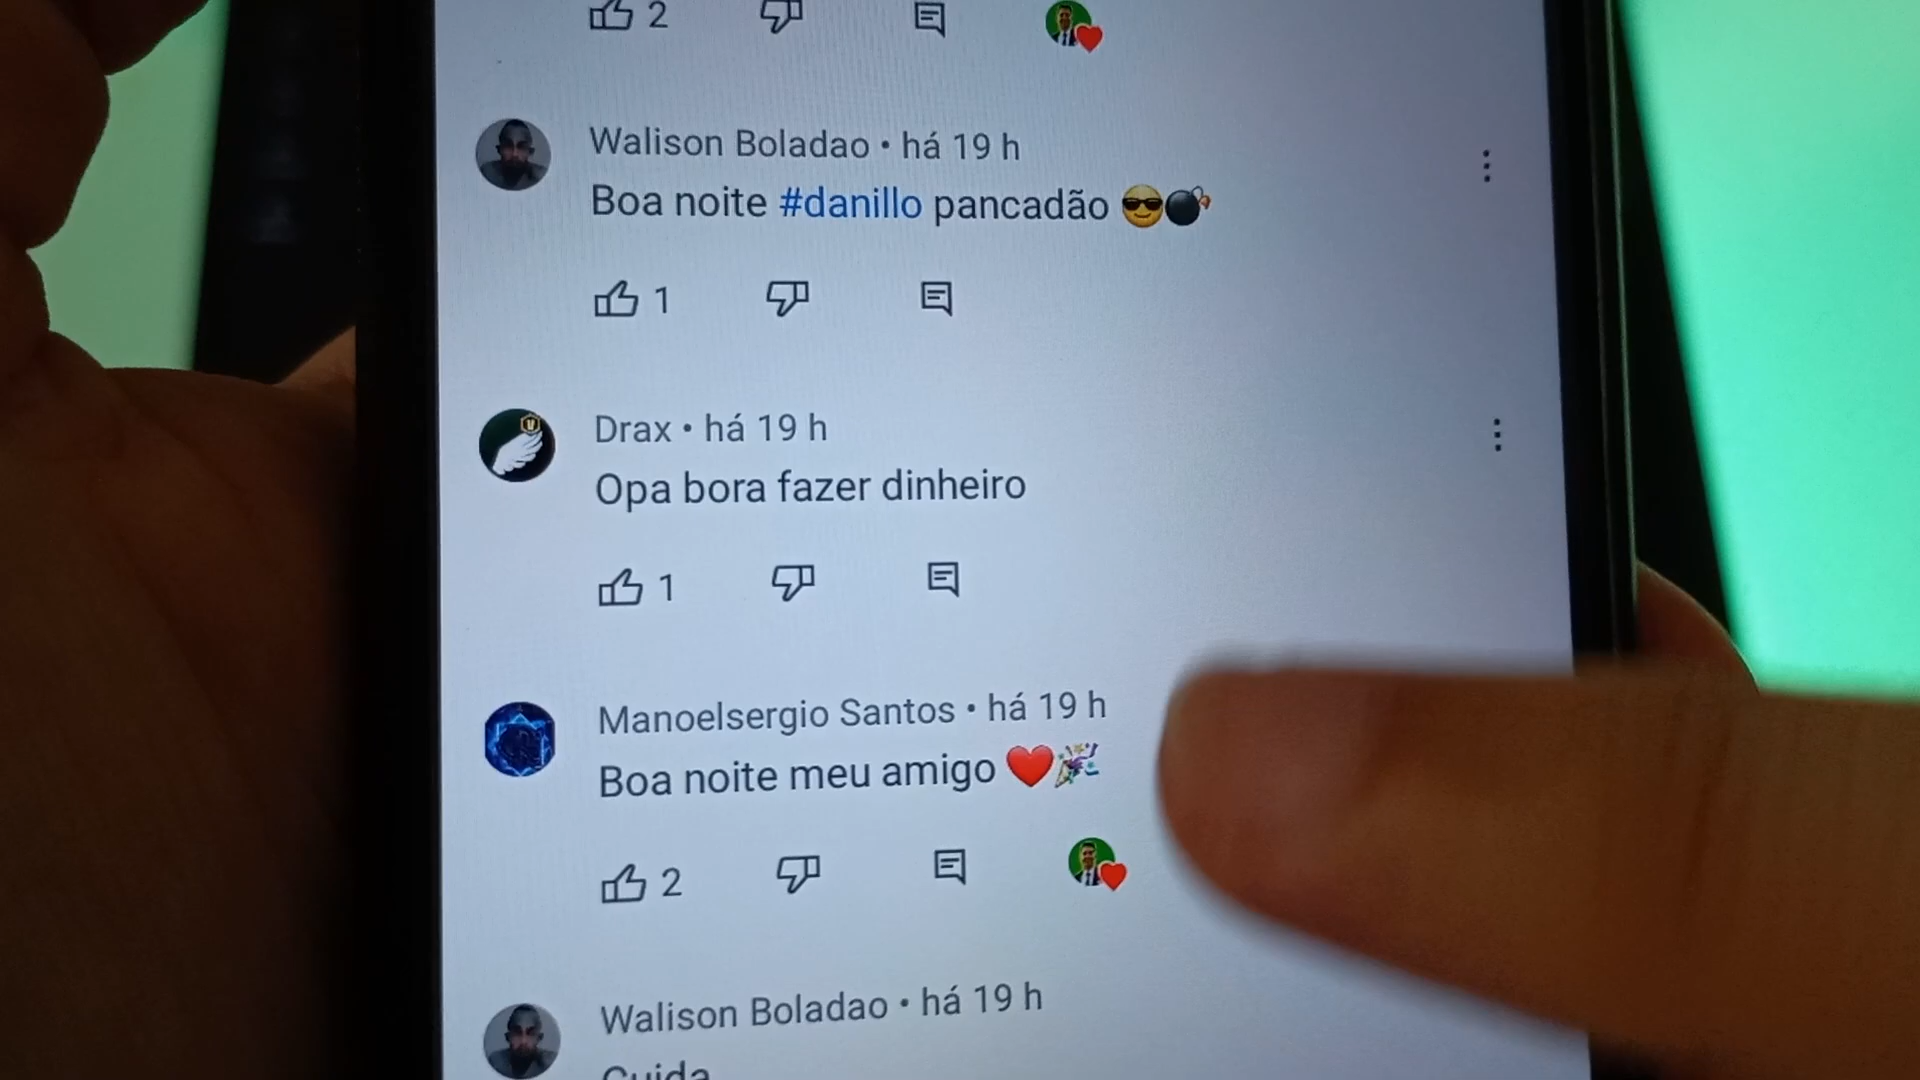 2
Walison Boladao • há 19 h
Boa noite #danillo pancadão 😎💣
1
Drax • há 19 h
Opa bora fazer dinheiro
1
Manoelsergio Santos • há 19 h
Boa noite meu amigo ❤️🎉
2
Walison Boladao • há 19 h
Cuida